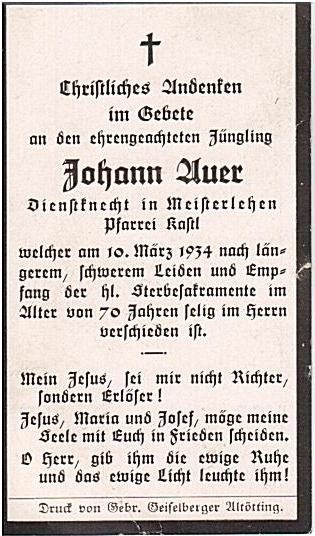 Christliches Andenken
im Gebete
an den ehrengeachteten Jüngling
Johann Auer
Dienstknecht in Meisterlehen
Pfarrei Kastl
welcher am 10. März 1934 nach län-
gerem, schwerem Leiden und Emp-
fang der hl. Sterbesakramente im
Alter von 70 Jahren selig im Herrn
verschieden ist.
Mein Jesus, sei mir nicht Richter,
sondern Erlöser!
Jesus, Maria und Josef, möge meine
Seele mit Euch in Frieden scheiden.
O Herr, gib ihm die ewige Ruhe
und das ewige Licht leuchte ihm!
Druck von Gebr. Geiselberger Altötting.